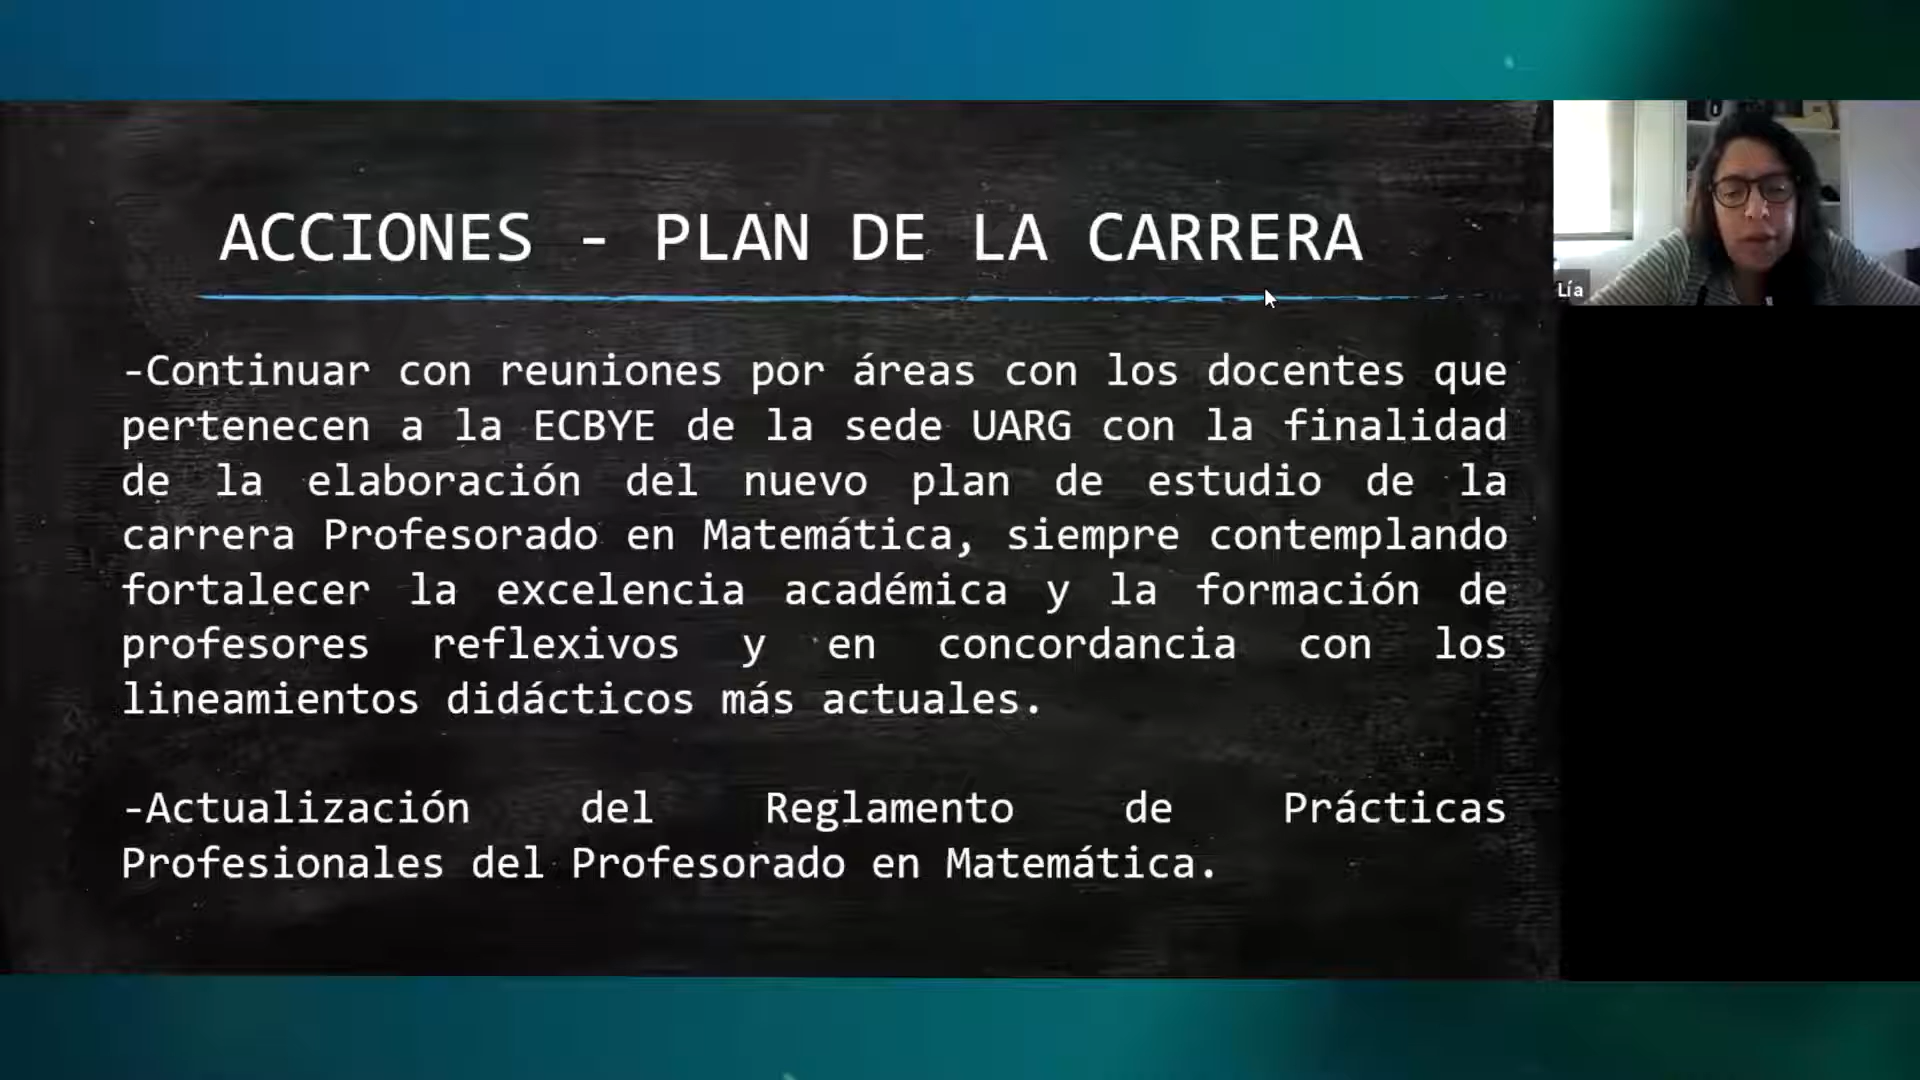 ACCIONES - PLAN DE LA CARRERA
-Continuar con reuniones por áreas con los docentes que
pertenecen a la ECBYE de la sede UARG con la finalidad
de la elaboración del nuevo plan de estudio de la
carrera Profesorado en Matemática, siempre contemplando
fortalecer la excelencia académica y la formación de
profesores reflexivos y en concordancia con los
lineamientos didácticos más actuales.
-Actualización del Reglamento de Prácticas
Profesionales del Profesorado en Matemática.
Lía